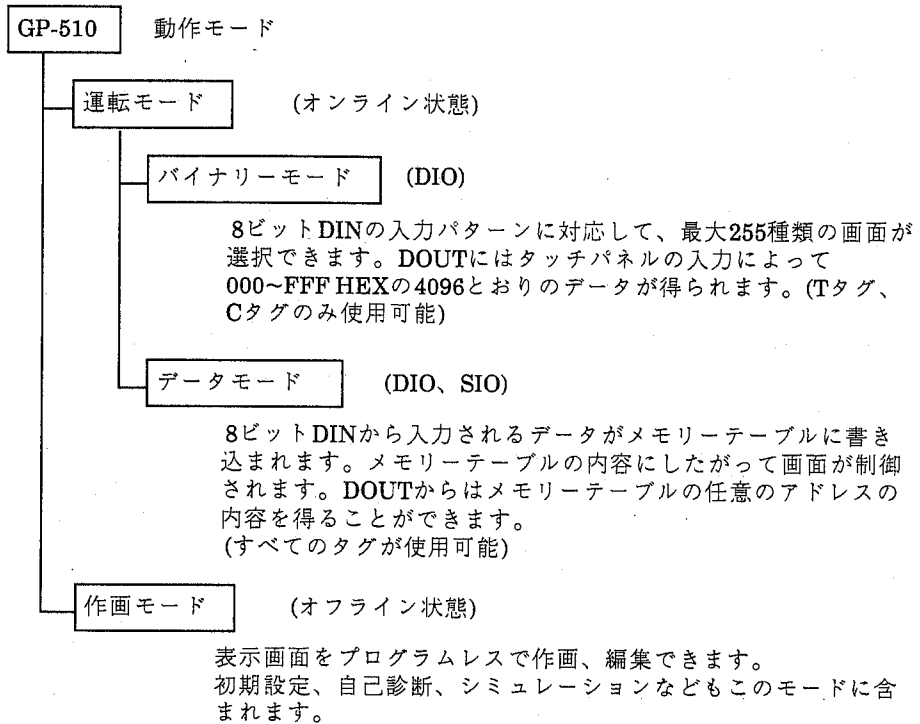 GP-510 動作モード
運転モード (オンライン状態)
バイナリーモード (DIO)
8ビットDINの入力パターンに対応して、最大255種類の画面が
選択できます。DOUTにはタッチパネルの入力によって
000~FFF HEXの4096とおりのデータが得られます。(Tタグ、
Cタグのみ使用可能)
データモード (DIO、SIO)
8ビットDINから入力されるデータがメモリーテーブルに書き
込まれます。メモリーテーブルの内容にしたがって画面が制御
されます。DOUTからはメモリーテーブルの任意のアドレスの
内容を得ることができます。
(すべてのタグが使用可能)
作画モード (オフライン状態)
表示画面をプログラムレスで作画、編集できます。
初期設定、自己診断、シミュレーションなどもこのモードに含
まれます。